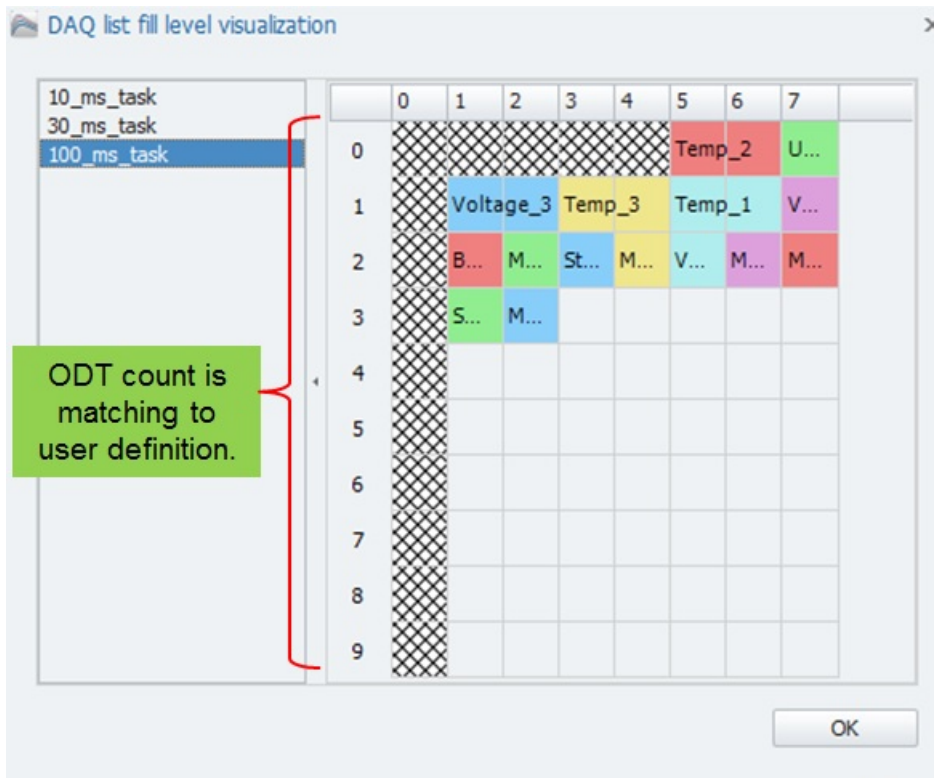 DAQ list fill level visualization
10_ms_task
30_ms_task
100_ms_task
0 1 2 3 4 5 6 7
0 Temp_2 U...
1 Voltage_3 Temp_3 Temp_1 V...
2 B... M... St... M... V... M... M...
3 S... M...
4
5
6
7
8
9
ODT count is
matching to
user definition.
OK